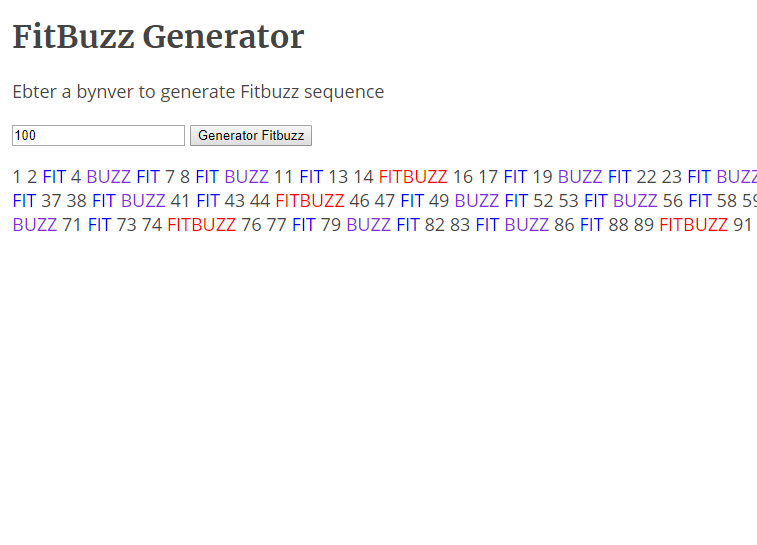 FitBuzz Generator
Ebter a bynver to generate Fitbuzz sequence
100 Generator Fitbuzz
1 2 FIT 4 BUZZ FIT 7 8 FIT BUZZ 11 FIT 13 14 FITBUZZ 16 17 FIT 19 BUZZ FIT 22 23 FIT BUZZ
FIT 37 38 FIT BUZZ 41 FIT 43 44 FITBUZZ 46 47 FIT 49 BUZZ FIT 52 53 FIT BUZZ 56 FIT 58 59
BUZZ 71 FIT 73 74 FITBUZZ 76 77 FIT 79 BUZZ FIT 82 83 FIT BUZZ 86 FIT 88 89 FITBUZZ 91